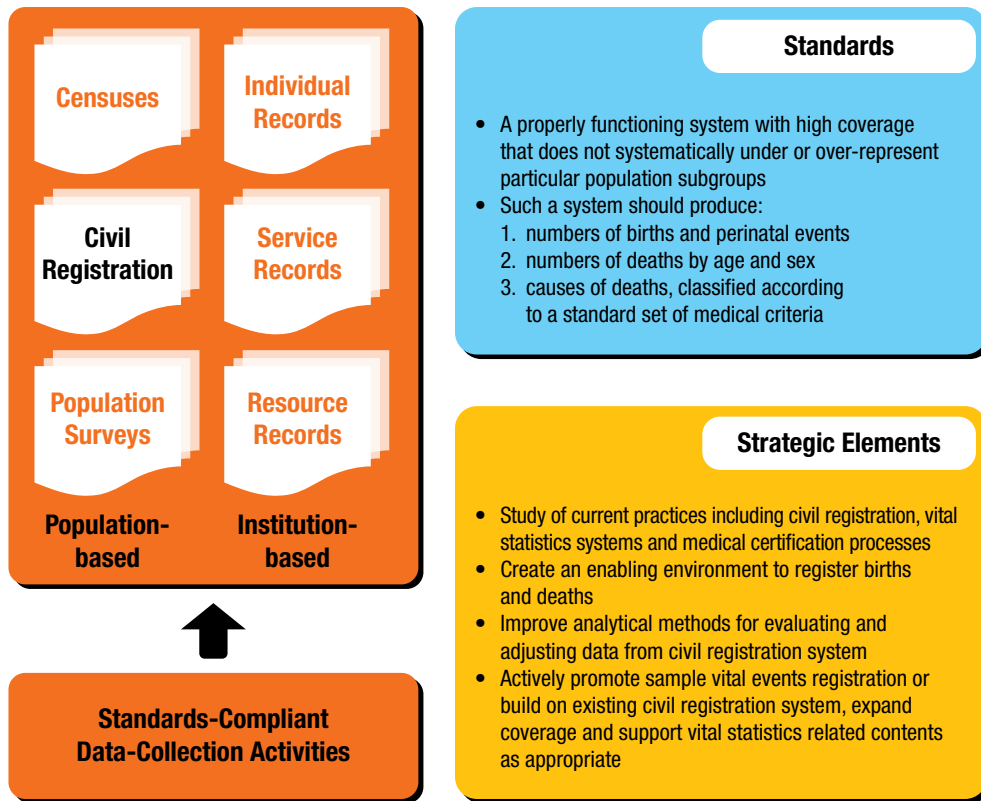 Censuses
Individual
Records
Civil
Registration
Service
Records
Population
Surveys
Resource
Records
Population-
based
Institution-
based
Standards-Compliant
Data-Collection Activities
Standards
• A properly functioning system with high coverage
that does not systematically under or over-represent
particular population subgroups
• Such a system should produce:
1. numbers of births and perinatal events
2. numbers of deaths by age and sex
3. causes of deaths, classified according
to a standard set of medical criteria
Strategic Elements
• Study of current practices including civil registration, vital
statistics systems and medical certification processes
• Create an enabling environment to register births
and deaths
• Improve analytical methods for evaluating and
adjusting data from civil registration system
• Actively promote sample vital events registration or
build on existing civil registration system, expand
coverage and support vital statistics related contents
as appropriate